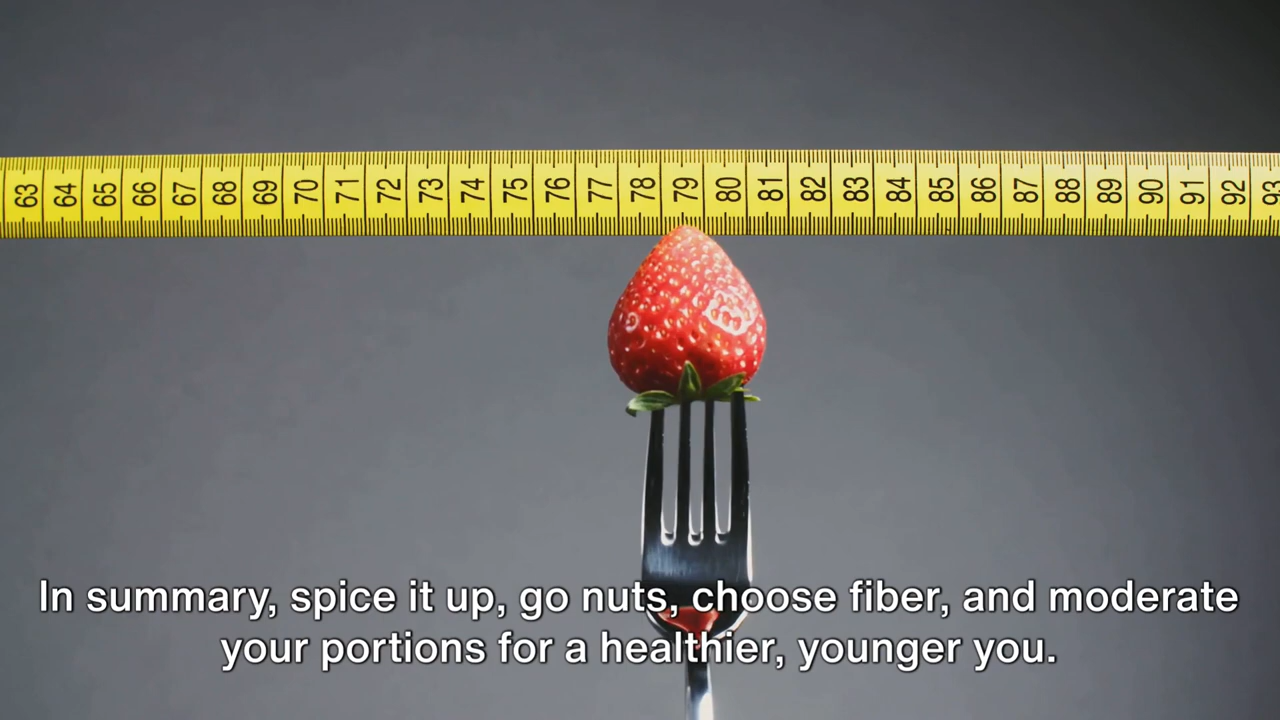 63 64 65 66 67 68 69 70 71 72 73 74 75 76 77 78 79 80 81 82 83 84 85 86 87 88 89 90 91 92 93
In summary, spice it up, go nuts, choose fiber, and moderate
your portions for a healthier, younger you.